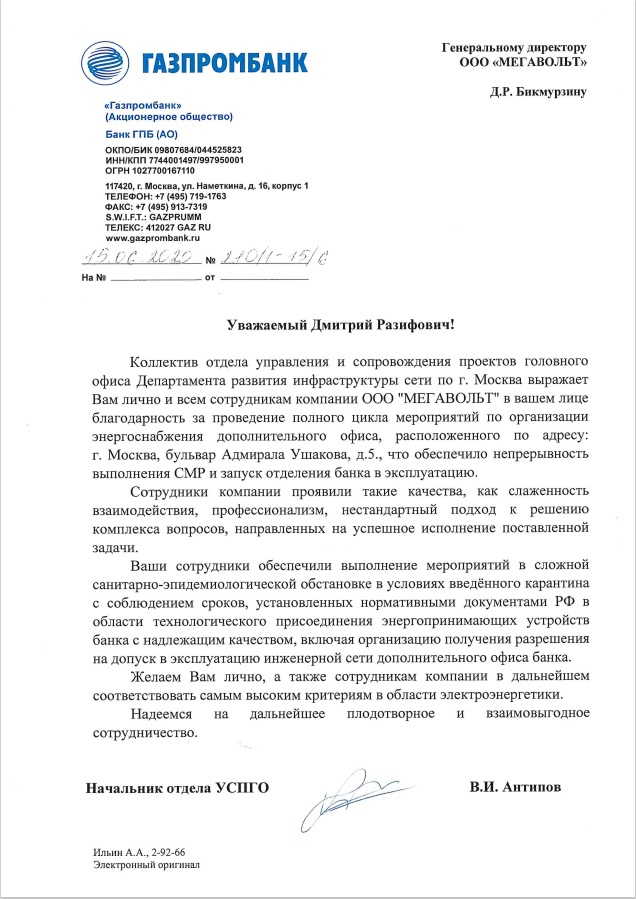 ГАЗПРОМБАНК
Генеральному директору
ООО «МЕГАВОЛЬТ»
Д.Р. Бикмурзину
«Газпромбанк»
(Акционерное общество)
Банк ГПБ (АО)
ОКПО/БИК 09807684/044525823
ИНН/КПП 7744001497/997950001
ОГРН 1027700167110
117420, г. Москва, ул. Наметкина, д. 16, корпус 1
ТЕЛЕФОН: +7 (495) 719-1763
ФАКС: +7 (495) 913-7319
S.W.I.F.T.: GAZPRUMM
ТЕЛЕКС: 412027 GAZ RU
www.gazprombank.ru
15.06.2020 № 210/1-15/6
На № от
Уважаемый Дмитрий Разифович!
Коллектив отдела управления и сопровождения проектов головного
офиса Департамента развития инфраструктуры сети по г. Москва выражает
Вам лично и всем сотрудникам компании ООО "МЕГАВОЛЬТ" в вашем лице
благодарность за проведение полного цикла мероприятий по организации
энергоснабжения дополнительного офиса, расположенного по адресу:
г. Москва, бульвар Адмирала Ушакова, д.5., что обеспечило непрерывность
выполнения СМР и запуск отделения банка в эксплуатацию.
Сотрудники компании проявили такие качества, как слаженность
взаимодействия, профессионализм, нестандартный подход к решению
комплекса вопросов, направленных на успешное исполнение поставленной
задачи.
Ваши сотрудники обеспечили выполнение мероприятий в сложной
санитарно-эпидемиологической обстановке в условиях введённого карантина
с соблюдением сроков, установленных нормативными документами РФ в
области технологического присоединения энергопринимающих устройств
банка с надлежащим качеством, включая организацию получения разрешения
на допуск в эксплуатацию инженерной сети дополнительного офиса банка.
Желаем Вам лично, а также сотрудникам компании в дальнейшем
соответствовать самым высоким критериям в области электроэнергетики.
Надеемся на дальнейшее плодотворное и взаимовыгодное
сотрудничество.
Начальник отдела УСПГО В.И. Антипов
Ильин А.А., 2-92-66
Электронный оригинал